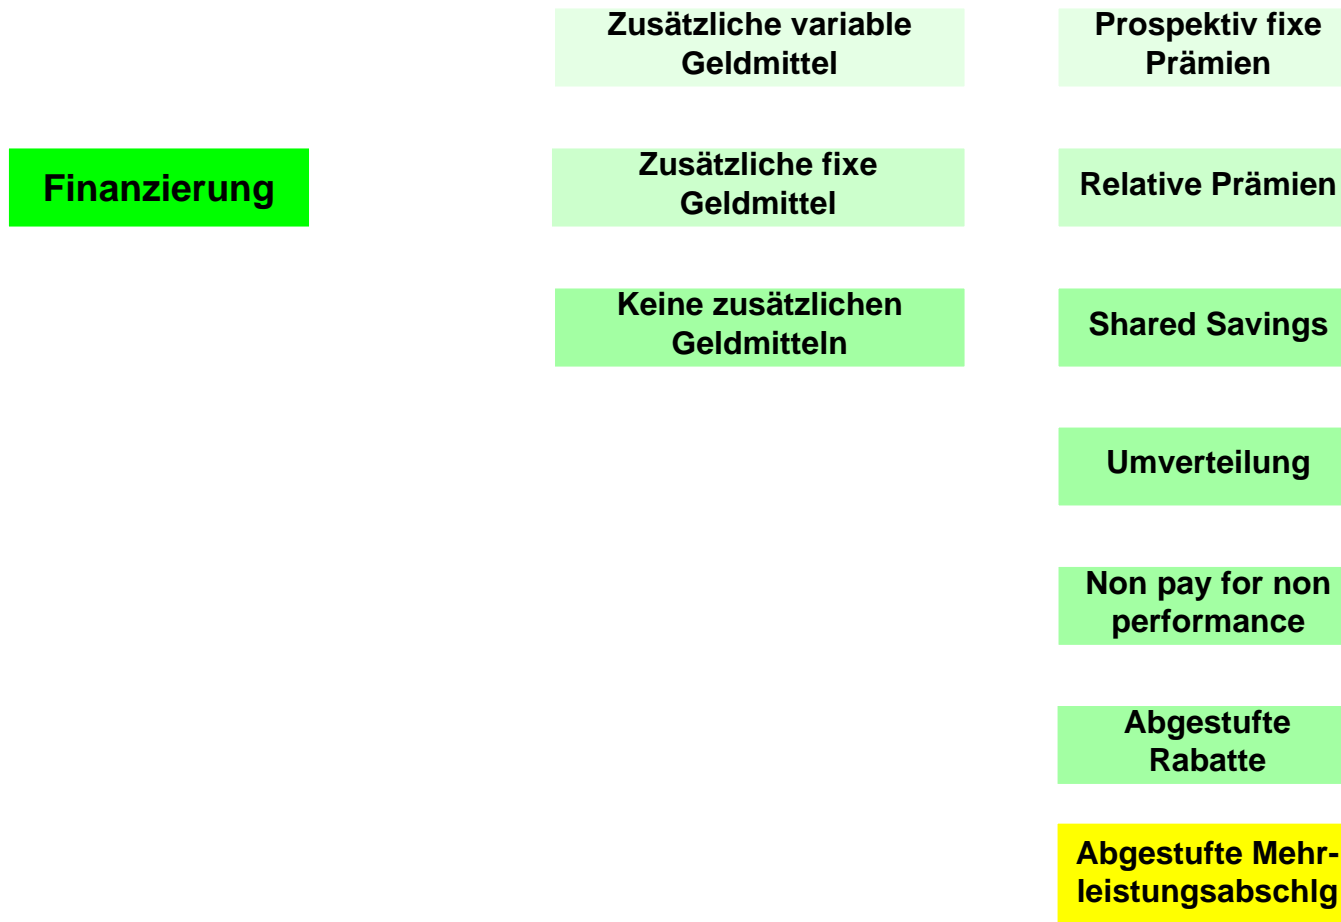 Zusätzliche variable
Geldmittel
Prospektiv fixe
Prämien
Finanzierung
Zusätzliche fixe
Geldmittel
Relative Prämien
Keine zusätzlichen
Geldmitteln
Shared Savings
Umverteilung
Non pay for non
performance
Abgestufte
Rabatte
Abgestufte Mehr-
leistungsabschlg